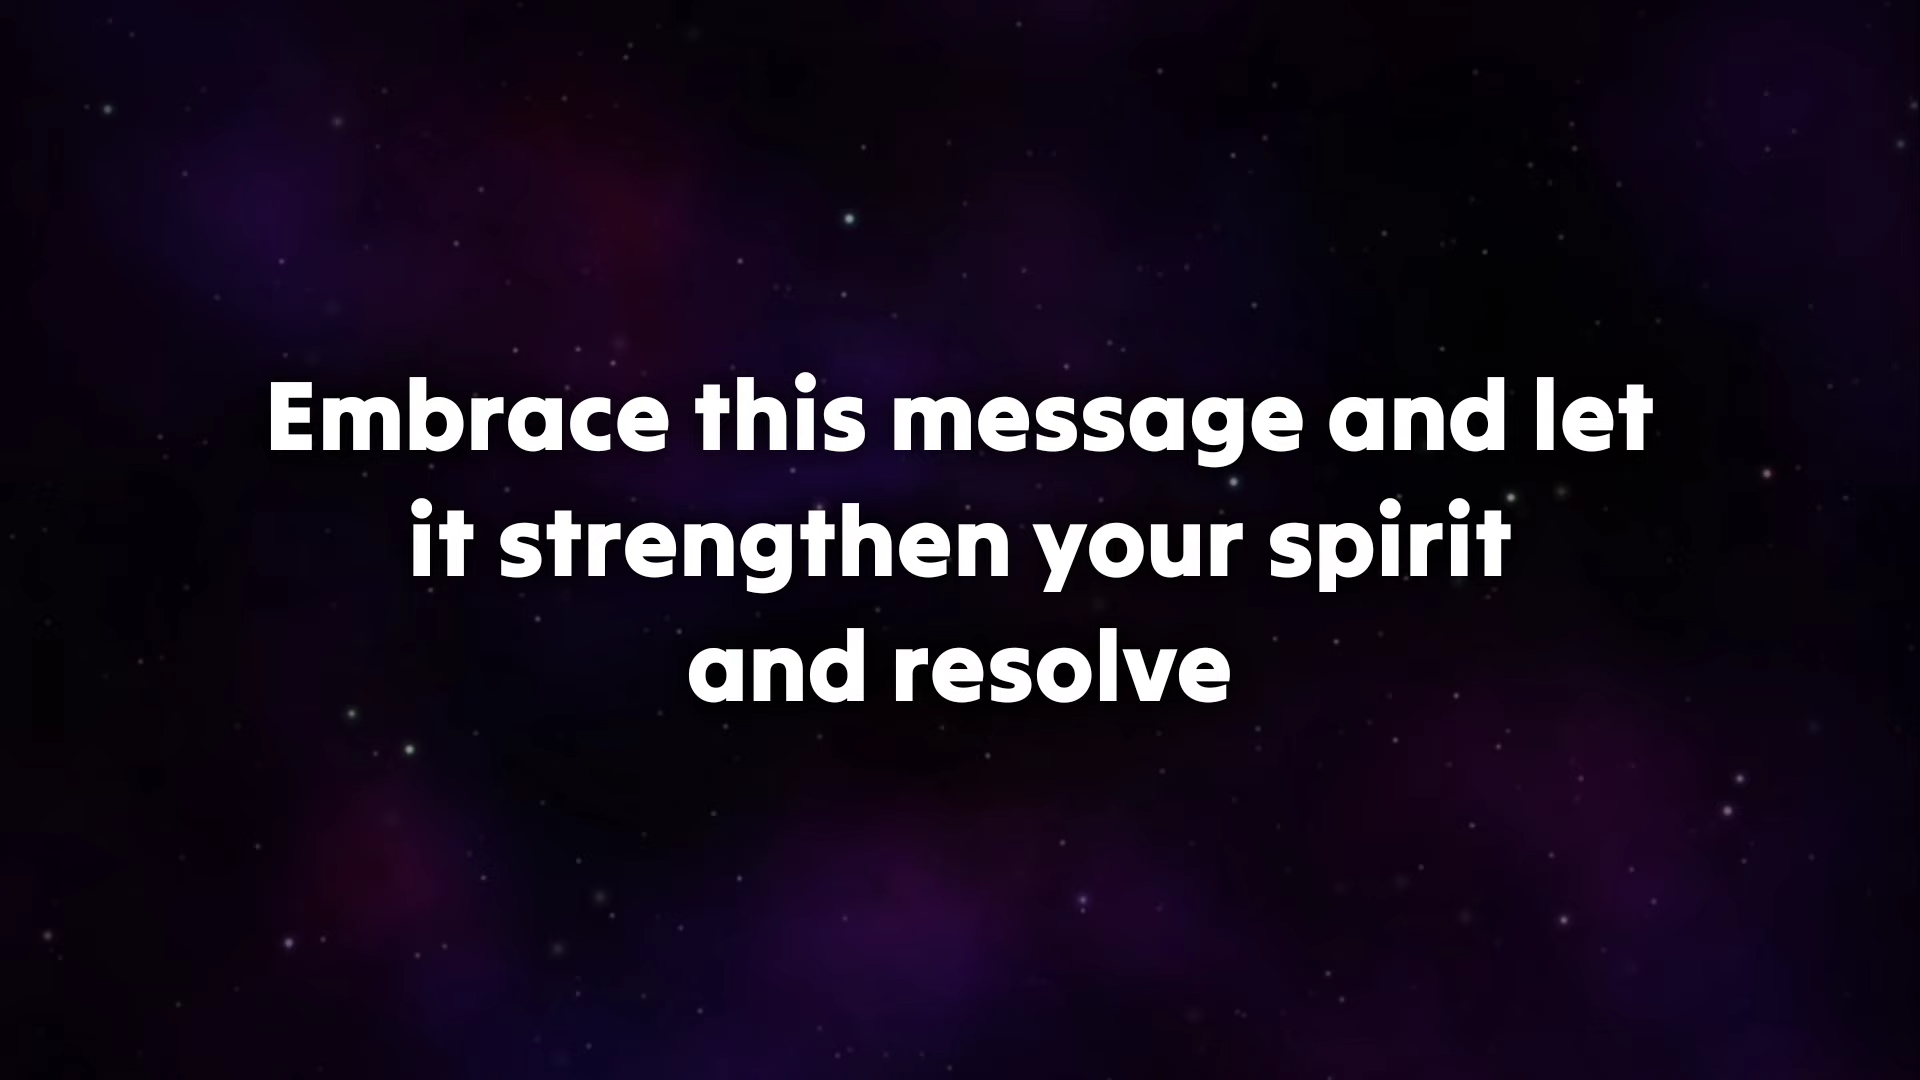 Embrace this message and let
it strengthen your spirit
and resolve